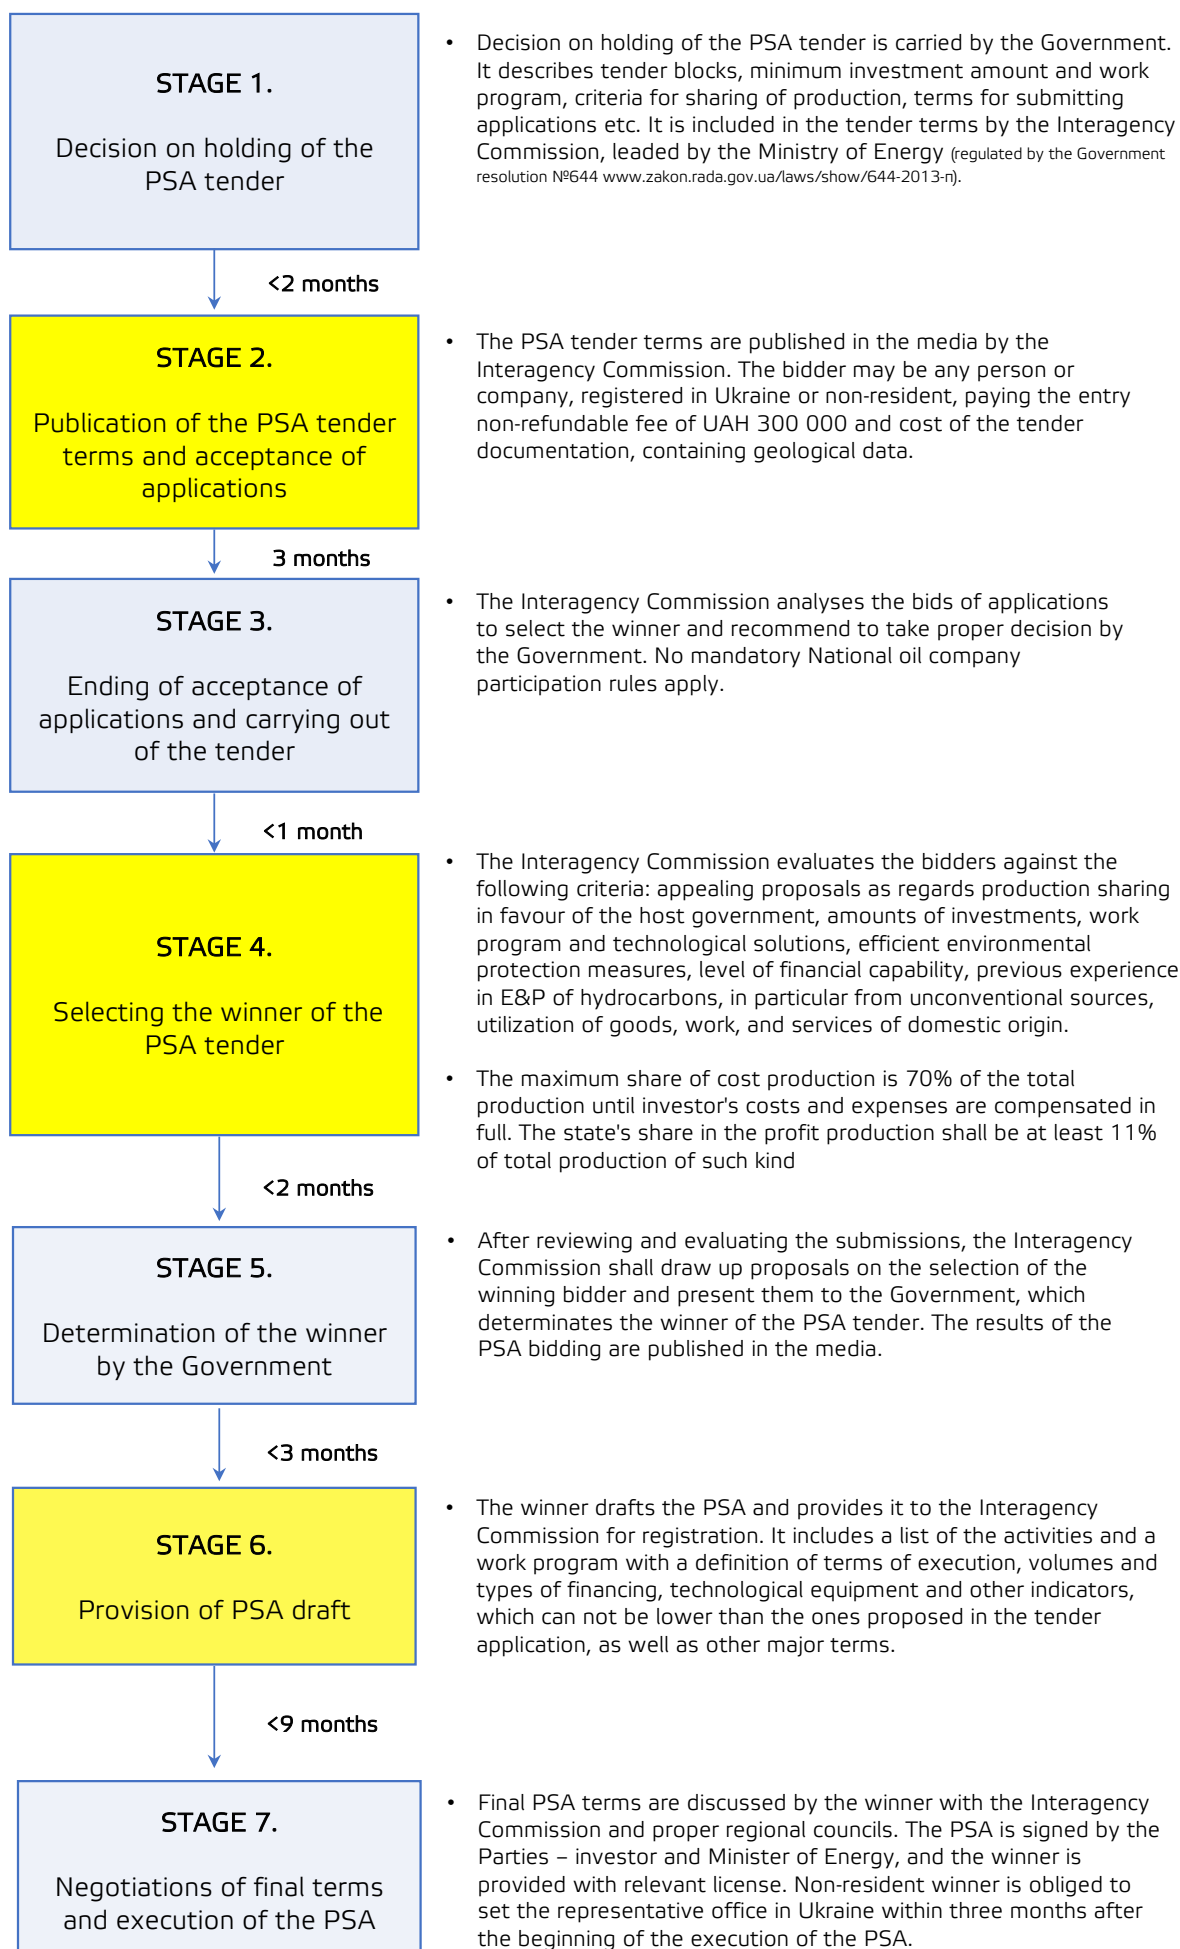 STAGE 1.
Decision on holding of the
PSA tender
• Decision on holding of the PSA tender is carried by the Government.
It describes tender blocks, minimum investment amount and work
program, criteria for sharing of production, terms for submitting
applications etc. It is included in the tender terms by the Interagency
Commission, leaded by the Ministry of Energy (regulated by the Government
resolution №644 www.zakon.rada.gov.ua/laws/show/644-2013-п).
<2 months
STAGE 2.
Publication of the PSA tender
terms and acceptance of
applications
• The PSA tender terms are published in the media by the
Interagency Commission. The bidder may be any person or
company, registered in Ukraine or non-resident, paying the entry
non-refundable fee of UAH 300 000 and cost of the tender
documentation, containing geological data.
3 months
STAGE 3.
Ending of acceptance of
applications and carrying out
of the tender
• The Interagency Commission analyses the bids of applications
to select the winner and recommend to take proper decision by
the Government. No mandatory National oil company
participation rules apply.
<1 month
STAGE 4.
Selecting the winner of the
PSA tender
• The Interagency Commission evaluates the bidders against the
following criteria: appealing proposals as regards production sharing
in favour of the host government, amounts of investments, work
program and technological solutions, efficient environmental
protection measures, level of financial capability, previous experience
in E&P of hydrocarbons, in particular from unconventional sources,
utilization of goods, work, and services of domestic origin.
• The maximum share of cost production is 70% of the total
production until investor's costs and expenses are compensated in
full. The state's share in the profit production shall be at least 11%
of total production of such kind
<2 months
STAGE 5.
Determination of the winner
by the Government
• After reviewing and evaluating the submissions, the Interagency
Commission shall draw up proposals on the selection of the
winning bidder and present them to the Government, which
determinates the winner of the PSA tender. The results of the
PSA bidding are published in the media.
<3 months
STAGE 6.
Provision of PSA draft
• The winner drafts the PSA and provides it to the Interagency
Commission for registration. It includes a list of the activities and a
work program with a definition of terms of execution, volumes and
types of financing, technological equipment and other indicators,
which can not be lower than the ones proposed in the tender
application, as well as other major terms.
<9 months
STAGE 7.
Negotiations of final terms
and execution of the PSA
• Final PSA terms are discussed by the winner with the Interagency
Commission and proper regional councils. The PSA is signed by the
Parties – investor and Minister of Energy, and the winner is
provided with relevant license. Non-resident winner is obliged to
set the representative office in Ukraine within three months after
the beginning of the execution of the PSA.